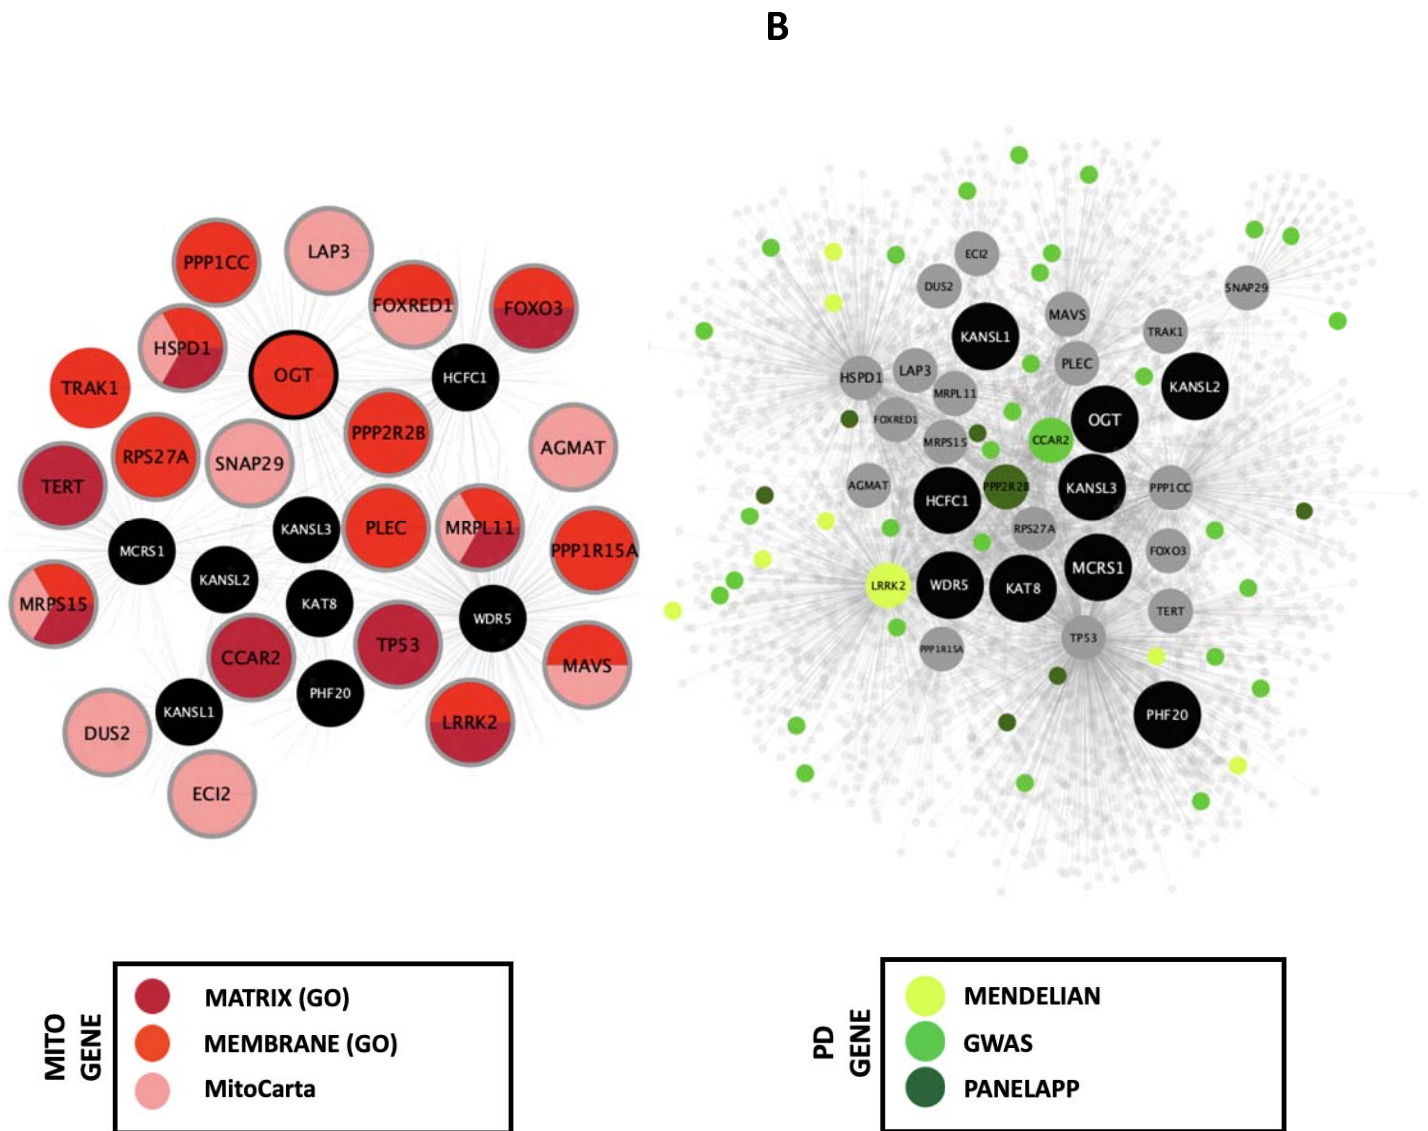 B
PPP1CC
LAP3
FOXRED1
FOXO3
HSPD1
OGT
HCFC1
TRAK1
PPP2R2B
AGMAT
RPS27A
SNAP29
TERT
KANSL3
PLEC
MRPL11
PPP1R15A
MCRS1
KANSL2
KAT8
MRPS15
WDR5
CCAR2
TP53
MAVS
PHF20
KANSL1
LRRK2
DUS2
ECI2
ECI2
DUS2
SNAP29
MAVS
KANSL1
TRAK1
PLEC
HSPD1
LAP3
KANSL2
MRPL11
FOXRED1
OGT
MRPS15
CCAR2
AGMAT
PPP2R2B
KANSL3
PPP1CC
HCFC1
RPS27A
FOXO3
MCRS1
LRRK2
WDR5
KAT8
TERT
TP53
PPP1R15A
PHF20
MITO
GENE
MATRIX (GO)
MEMBRANE (GO)
MitoCarta
PD
GENE
MENDELIAN
GWAS
PANELAPP